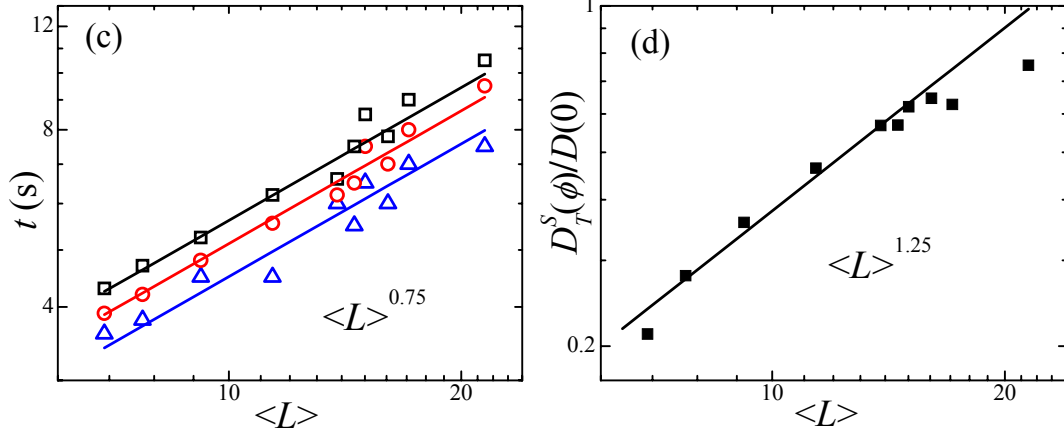 (c)
12
8
4
t (s)
10
20
<L>
<L>^0.75
(d)
1
0.2
D_T^S(ϕ)/D(0)
10
20
<L>
<L>^1.25